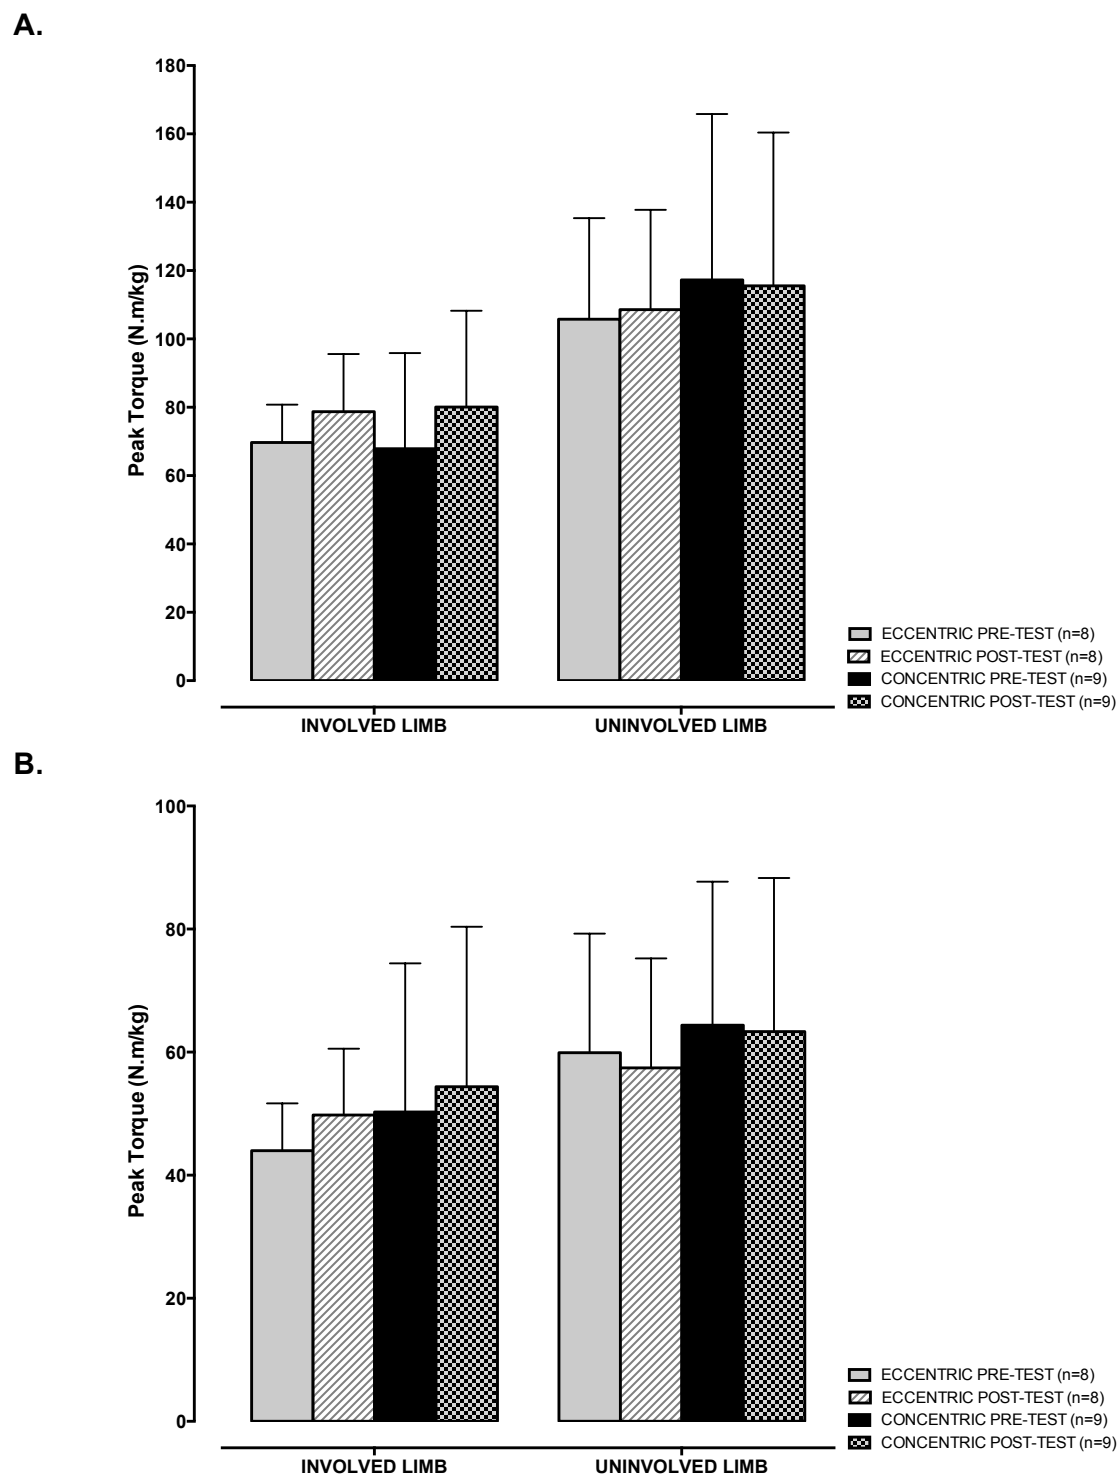 A.
180
160
140
120
100
80
60
40
20
0
Peak Torque (N.m/kg)
INVOLVED LIMB
UNINVOLVED LIMB
ECCENTRIC PRE-TEST (n=8)
ECCENTRIC POST-TEST (n=8)
CONCENTRIC PRE-TEST (n=9)
CONCENTRIC POST-TEST (n=9)
B.
100
80
60
40
20
0
Peak Torque (N.m/kg)
INVOLVED LIMB
UNINVOLVED LIMB
ECCENTRIC PRE-TEST (n=8)
ECCENTRIC POST-TEST (n=8)
CONCENTRIC PRE-TEST (n=9)
CONCENTRIC POST-TEST (n=9)